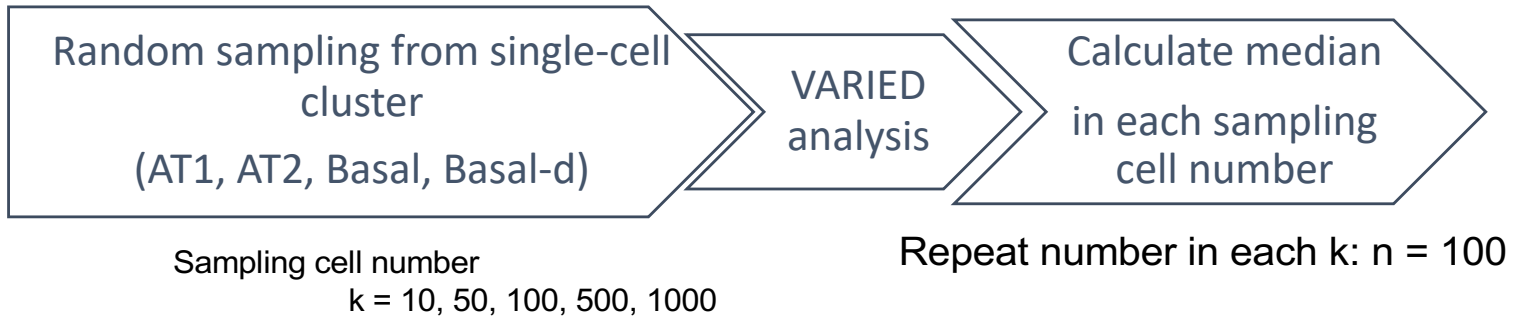 Random sampling from single-cell
cluster
(AT1, AT2, Basal, Basal-d)
VARIED
analysis
Calculate median
in each sampling
cell number
Sampling cell number
k = 10, 50, 100, 500, 1000
Repeat number in each k: n = 100